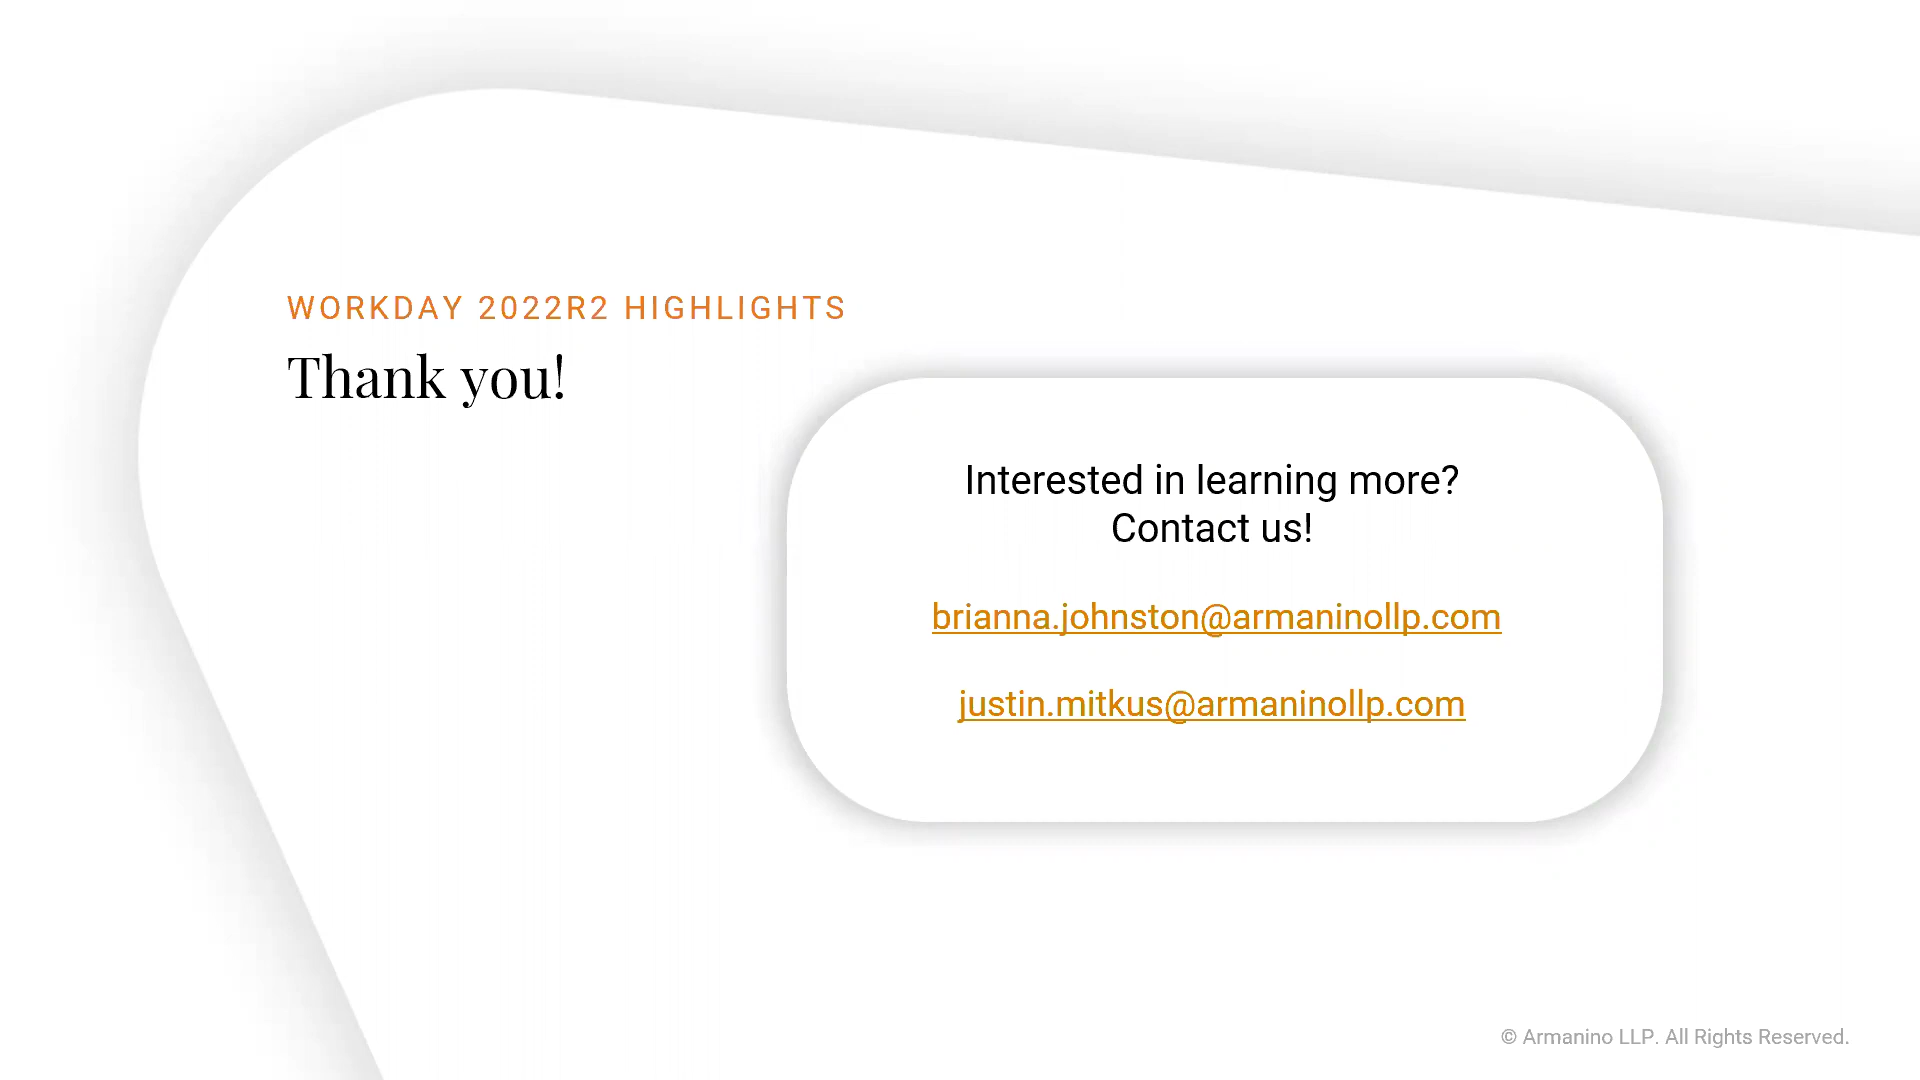 WORKDAY 2022R2 HIGHLIGHTS
Thank you!
Interested in learning more?
Contact us!
brianna.johnston@armaninollp.com
justin.mitkus@armaninollp.com
© Armanino LLP. All Rights Reserved.